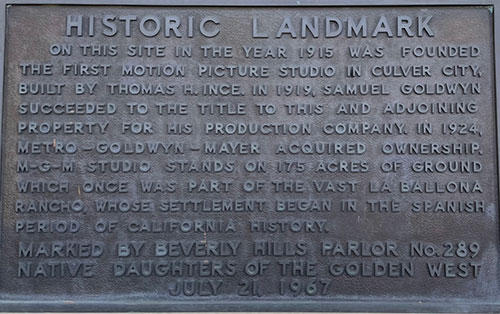 HISTORIC LANDMARK
ON THIS SITE IN THE YEAR 1915 WAS FOUNDED
THE FIRST MOTION PICTURE STUDIO IN CULVER CITY,
BUILT BY THOMAS H. INCE. IN 1919, SAMUEL GOLDWYN
SUCCEEDED TO THE TITLE TO THIS AND ADJOINING
PROPERTY FOR HIS PRODUCTION COMPANY. IN 1924,
METRO-GOLDWYN-MAYER ACQUIRED OWNERSHIP.
M-G-M STUDIO STANDS ON 175 ACRES OF GROUND
WHICH ONCE WAS PART OF THE VAST LA BALLONA
RANCHO, WHOSE SETTLEMENT BEGAN IN THE SPANISH
PERIOD OF CALIFORNIA HISTORY.
MARKED BY BEVERLY HILLS PARLOR No. 289
NATIVE DAUGHTERS OF THE GOLDEN WEST
JULY 21, 1967